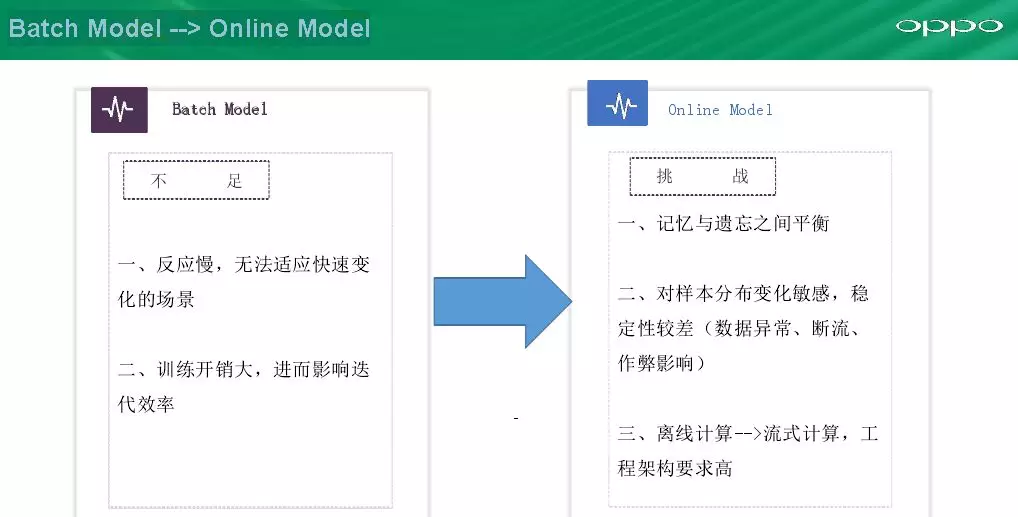 Batch Model --> Online Model
oppo
Batch Model
不 足
一、反应慢，无法适应快速变
化的场景
二、训练开销大，进而影响迭
代效率
-
Online Model
挑 战
一、记忆与遗忘之间平衡
二、对样本分布变化敏感，稳
定性较差（数据异常、断流、
作弊影响）
三、离线计算-->流式计算，工
程架构要求高